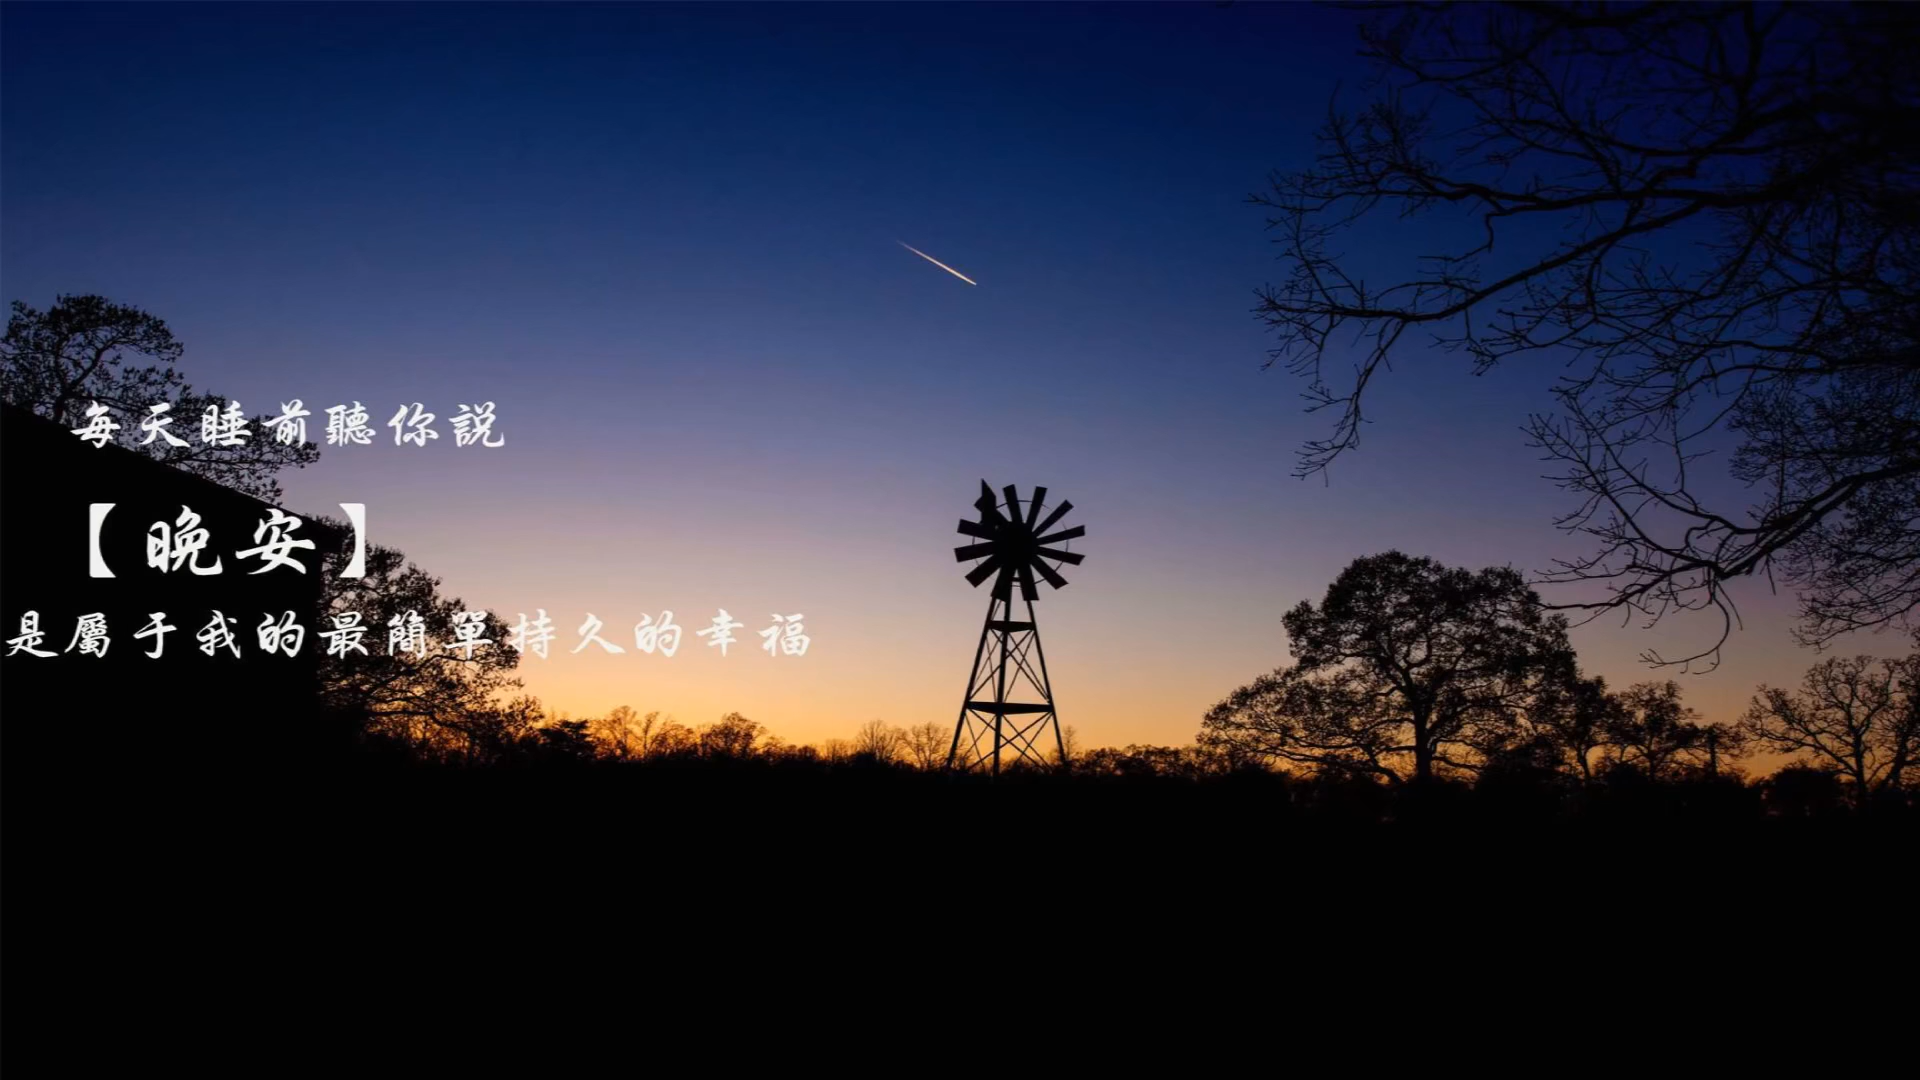 每天睡前聽你説
【晚安】
是屬于我的最簡單持久的幸福